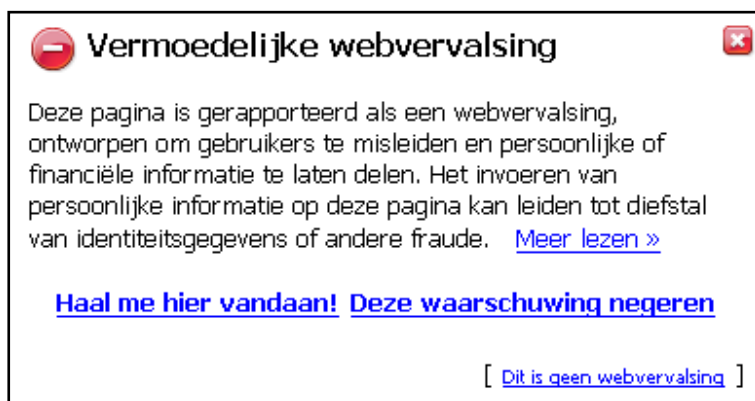 Vermoedelijke webvervalsing
Deze pagina is gerapporteerd als een webvervalsing,
ontworpen om gebruikers te misleiden en persoonlijke of
financiële informatie te laten delen. Het invoeren van
persoonlijke informatie op deze pagina kan leiden tot diefstal
van identiteitsgegevens of andere fraude. Meer lezen »
Haal me hier vandaan! Deze waarschuwing negeren
[ Dit is geen webvervalsing ]